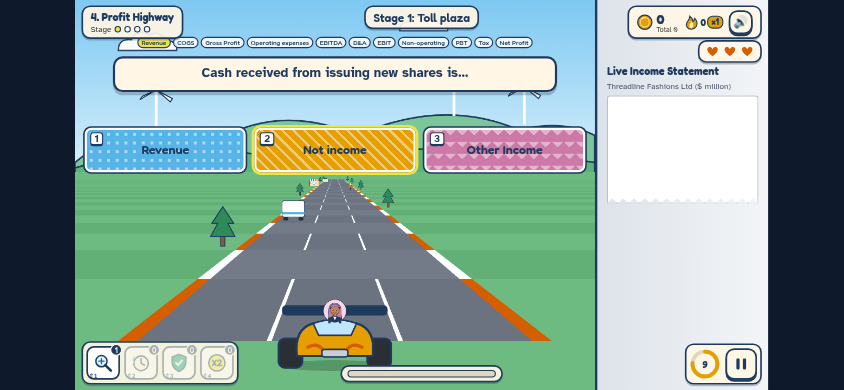 4. Profit Highway
Stage
Stage 1: Toll plaza
0
Total 0
0
x1
Revenue
COGS
Gross Profit
Operating expenses
EBITDA
D&A
EBIT
Non-operating
PBT
Tax
Net Profit
Cash received from issuing new shares is...
Live Income Statement
Threadline Fashions Ltd ($ million)
1
Revenue
2
Not income
3
Other Income
1
0
0
x2
0
9